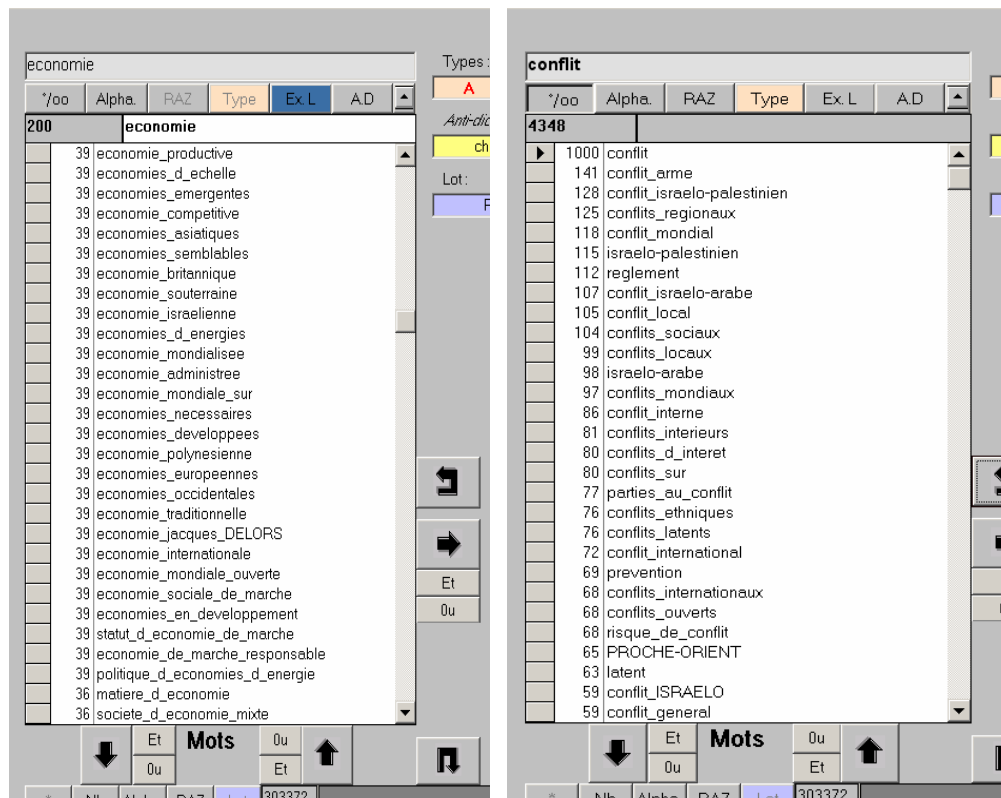 economie
Types :
*/oo Alpha. RAZ Type Ex. L A.D
A
200 economie
Anti-dic
ch
39 economie_productive
39 economies_d_echelle
Lot :
39 economies_emergentes
39 economie_competitive
39 economies_asiatiques
39 economies_semblables
39 economie_britannique
39 economie_souterraine
39 economie_israelienne
39 economies_d_energies
39 economie_mondialisee
39 economie_administree
39 economie_mondiale_sur
39 economies_necessaires
39 economies_developpees
39 economie_polynesienne
39 economies_europeennes
39 economies_occidentales
39 economie_traditionnelle
39 economie_jacques_DELORS
39 economie_internationale
39 economie_mondiale_ouverte
39 economie_sociale_de_marche
39 economies_en_developpement
39 statut_d_economie_de_marche
39 economie_de_marche_responsable
39 politique_d_economies_d_energie
36 matiere_d_economie
36 societe_d_economie_mixte
Et
Ou
Et Mots Ou
Ou Et
Nb Alpha RAZ Lot 303372
conflit
*/oo Alpha. RAZ Type Ex. L A.D
4348
1000 conflit
141 conflit_arme
128 conflit_israelo-palestinien
125 conflits_regionaux
118 conflit_mondial
115 israelo-palestinien
112 reglement
107 conflit_israelo-arabe
105 conflit_local
104 conflits_sociaux
99 conflits_locaux
98 israelo-arabe
97 conflits_mondiaux
86 conflit_interne
81 conflits_interieurs
80 conflits_d_interet
80 conflits_sur
77 parties_au_conflit
76 conflits_ethniques
76 conflits_latents
72 conflit_international
69 prevention
68 conflits_internationaux
68 conflits_ouverts
68 risque_de_conflit
65 PROCHE-ORIENT
63 latent
59 conflit_ISRAELO
59 conflit_general
Et Mots Ou
Ou Et
Nb Alpha RAZ Lot 303372